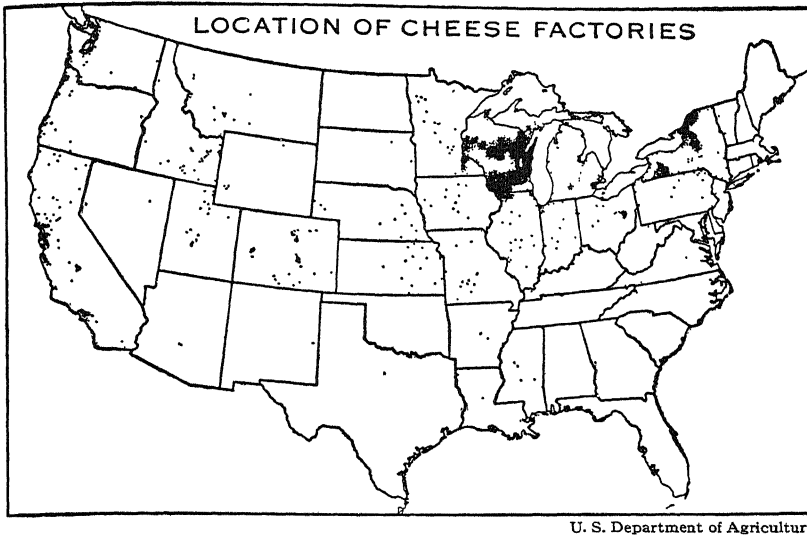 LOCATION OF CHEESE FACTORIES
U. S. Department of Agricultur